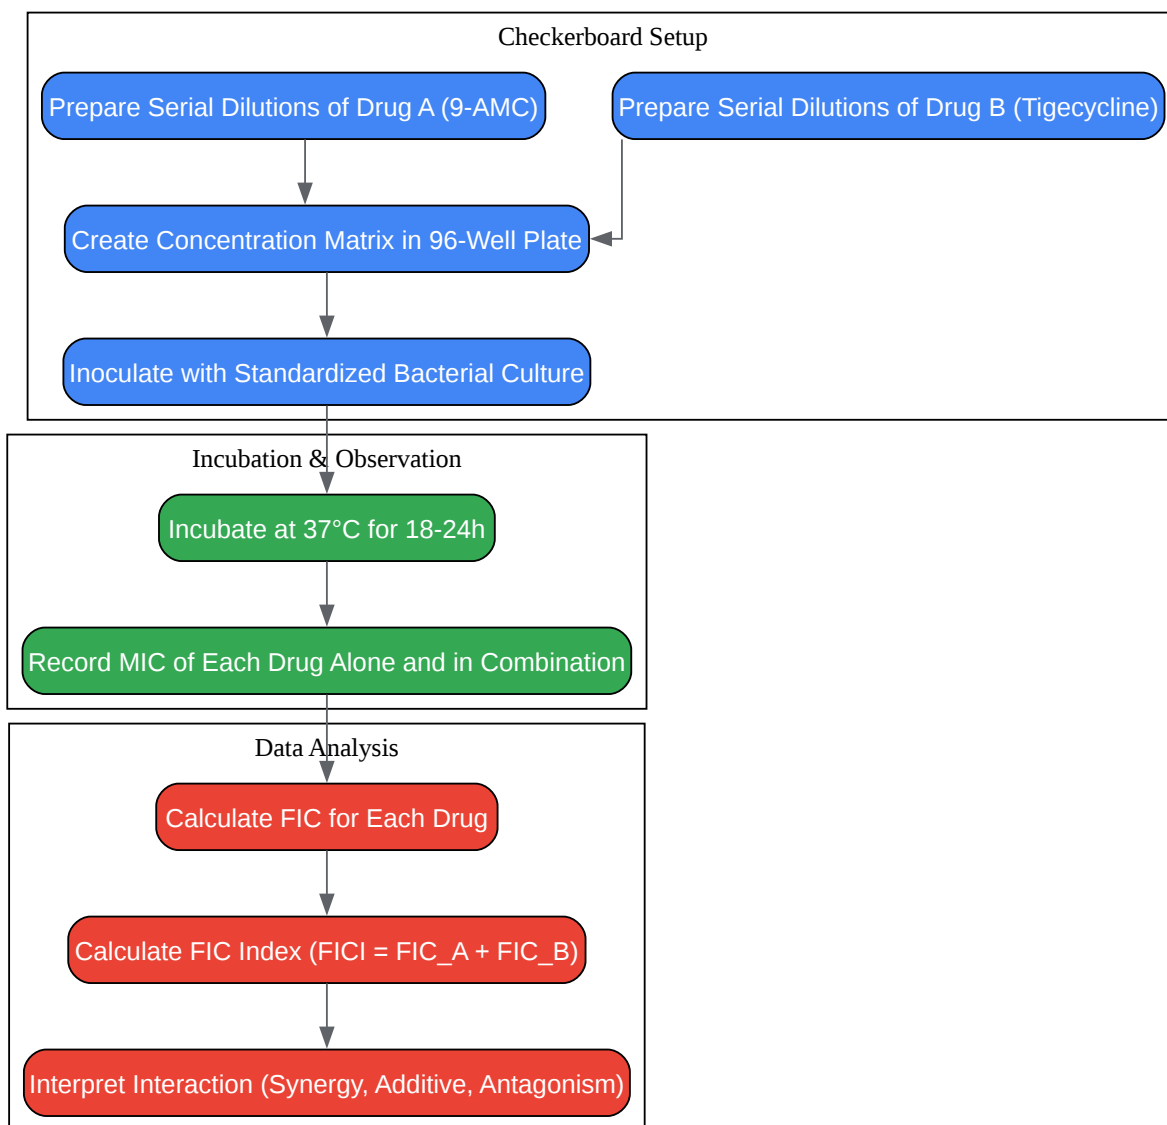 Checkerboard Setup
Prepare Serial Dilutions of Drug A (9-AMC)
Prepare Serial Dilutions of Drug B (Tigecycline)
Create Concentration Matrix in 96-Well Plate
Inoculate with Standardized Bacterial Culture
Incubation & Observation
Incubate at 37°C for 18-24h
Record MIC of Each Drug Alone and in Combination
Data Analysis
Calculate FIC for Each Drug
Calculate FIC Index (FICI = FIC_A + FIC_B)
Interpret Interaction (Synergy, Additive, Antagonism)